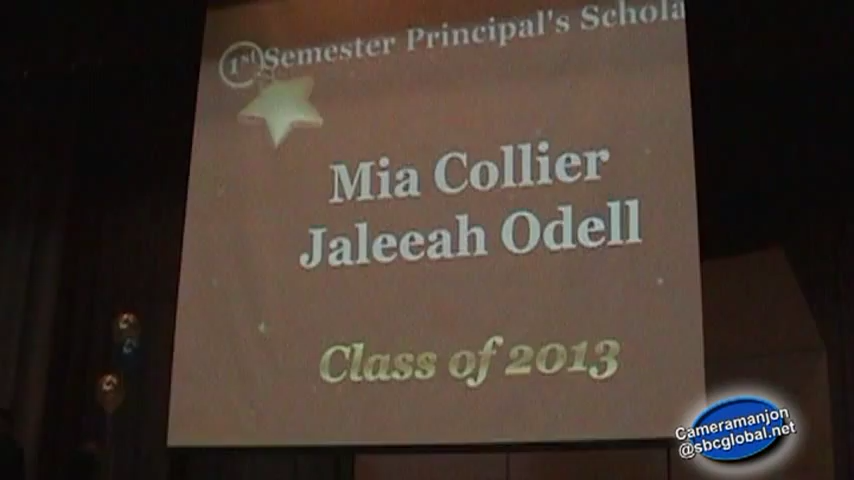 1st Semester Principal's Schola
Mia Collier
Jaleeah Odell
Class of 2013
Cameramanjon
@sbcglobal.net